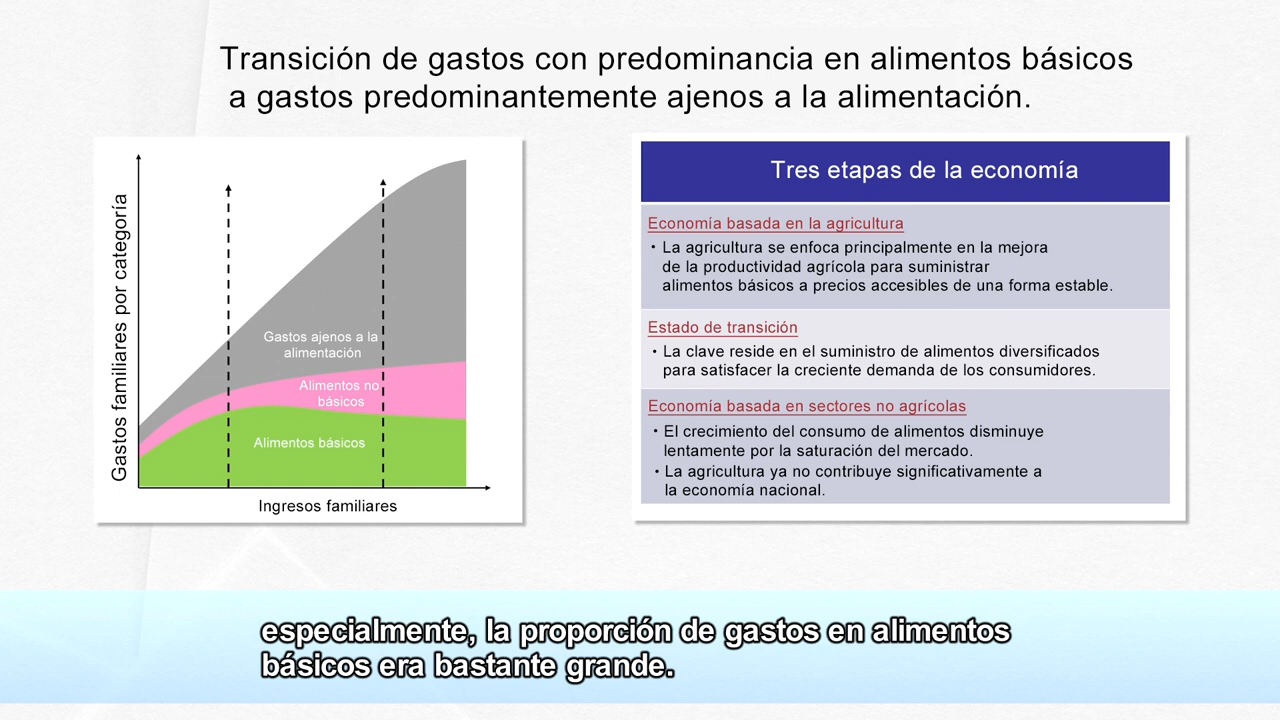 Transición de gastos con predominancia en alimentos básicos
a gastos predominantemente ajenos a la alimentación.
Gastos familiares por categoría
Gastos ajenos a la
alimentación
Alimentos no
básicos
Alimentos básicos
Ingresos familiares
Tres etapas de la economía
Economía basada en la agricultura
・La agricultura se enfoca principalmente en la mejora
de la productividad agrícola para suministrar
alimentos básicos a precios accesibles de una forma estable.
Estado de transición
・La clave reside en el suministro de alimentos diversificados
para satisfacer la creciente demanda de los consumidores.
Economía basada en sectores no agrícolas
・El crecimiento del consumo de alimentos disminuye
lentamente por la saturación del mercado.
・La agricultura ya no contribuye significativamente a
la economía nacional.
especialmente, la proporción de gastos en alimentos
básicos era bastante grande.